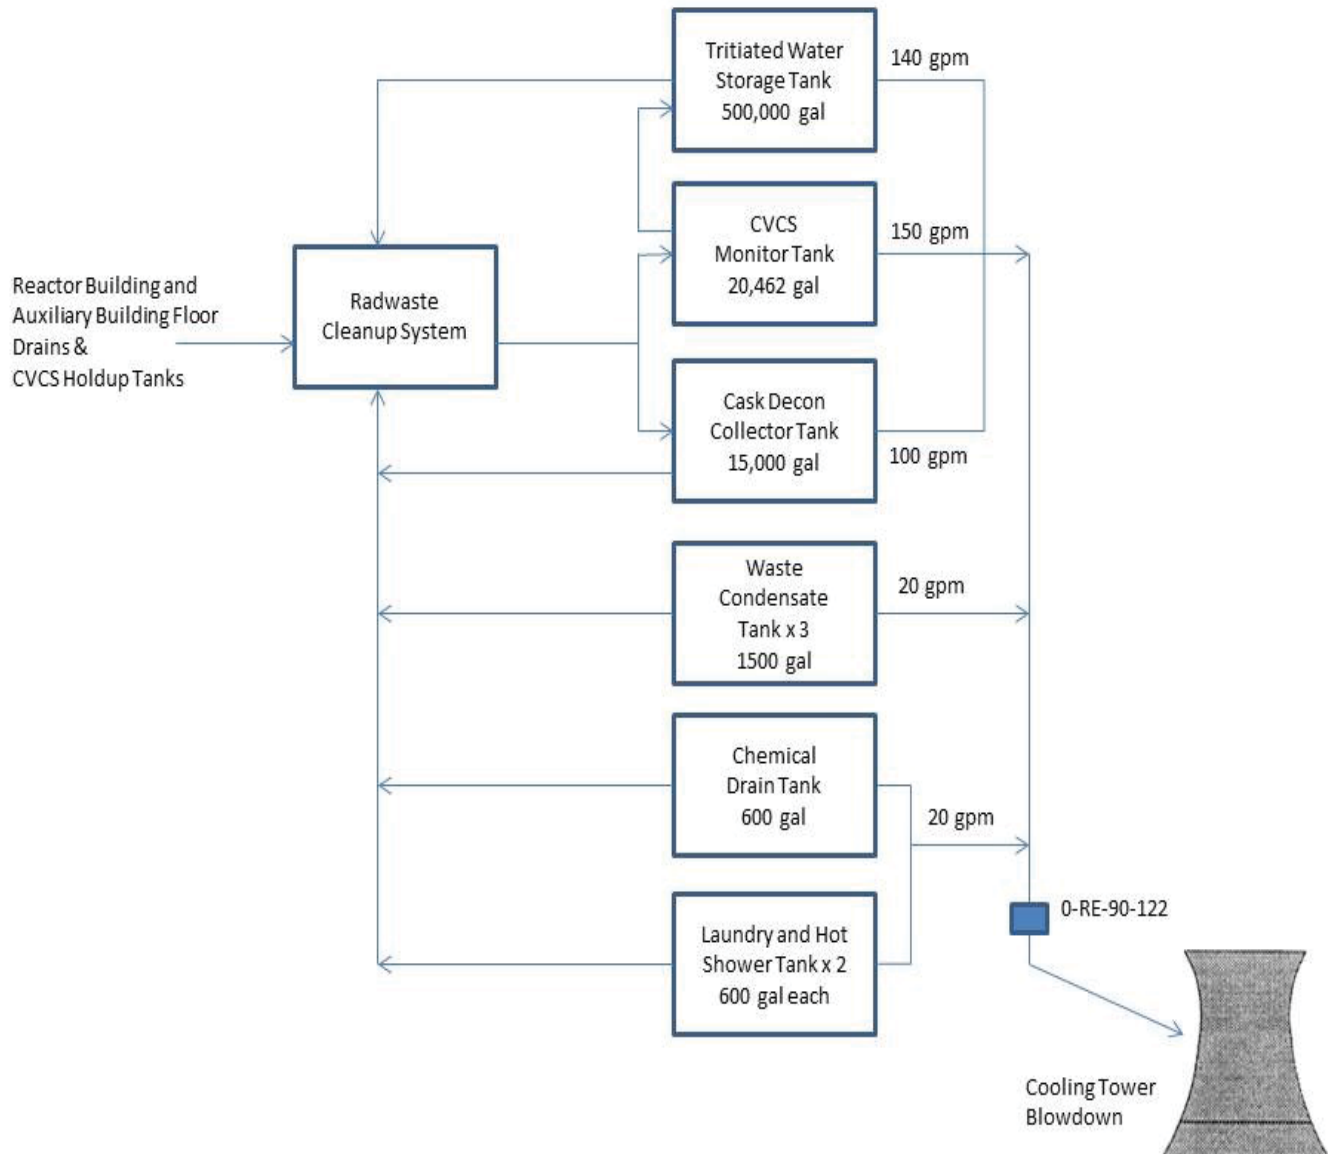 Tritiated Water
Storage Tank
500,000 gal
140 gpm
CVCS
Monitor Tank
20,462 gal
150 gpm
Reactor Building and
Auxiliary Building Floor
Drains &
CVCS Holdup Tanks
Radwaste
Cleanup System
Cask Decon
Collector Tank
15,000 gal
100 gpm
Waste
Condensate
Tank x 3
1500 gal
20 gpm
Chemical
Drain Tank
600 gal
20 gpm
Laundry and Hot
Shower Tank x 2
600 gal each
0-RE-90-122
Cooling Tower
Blowdown